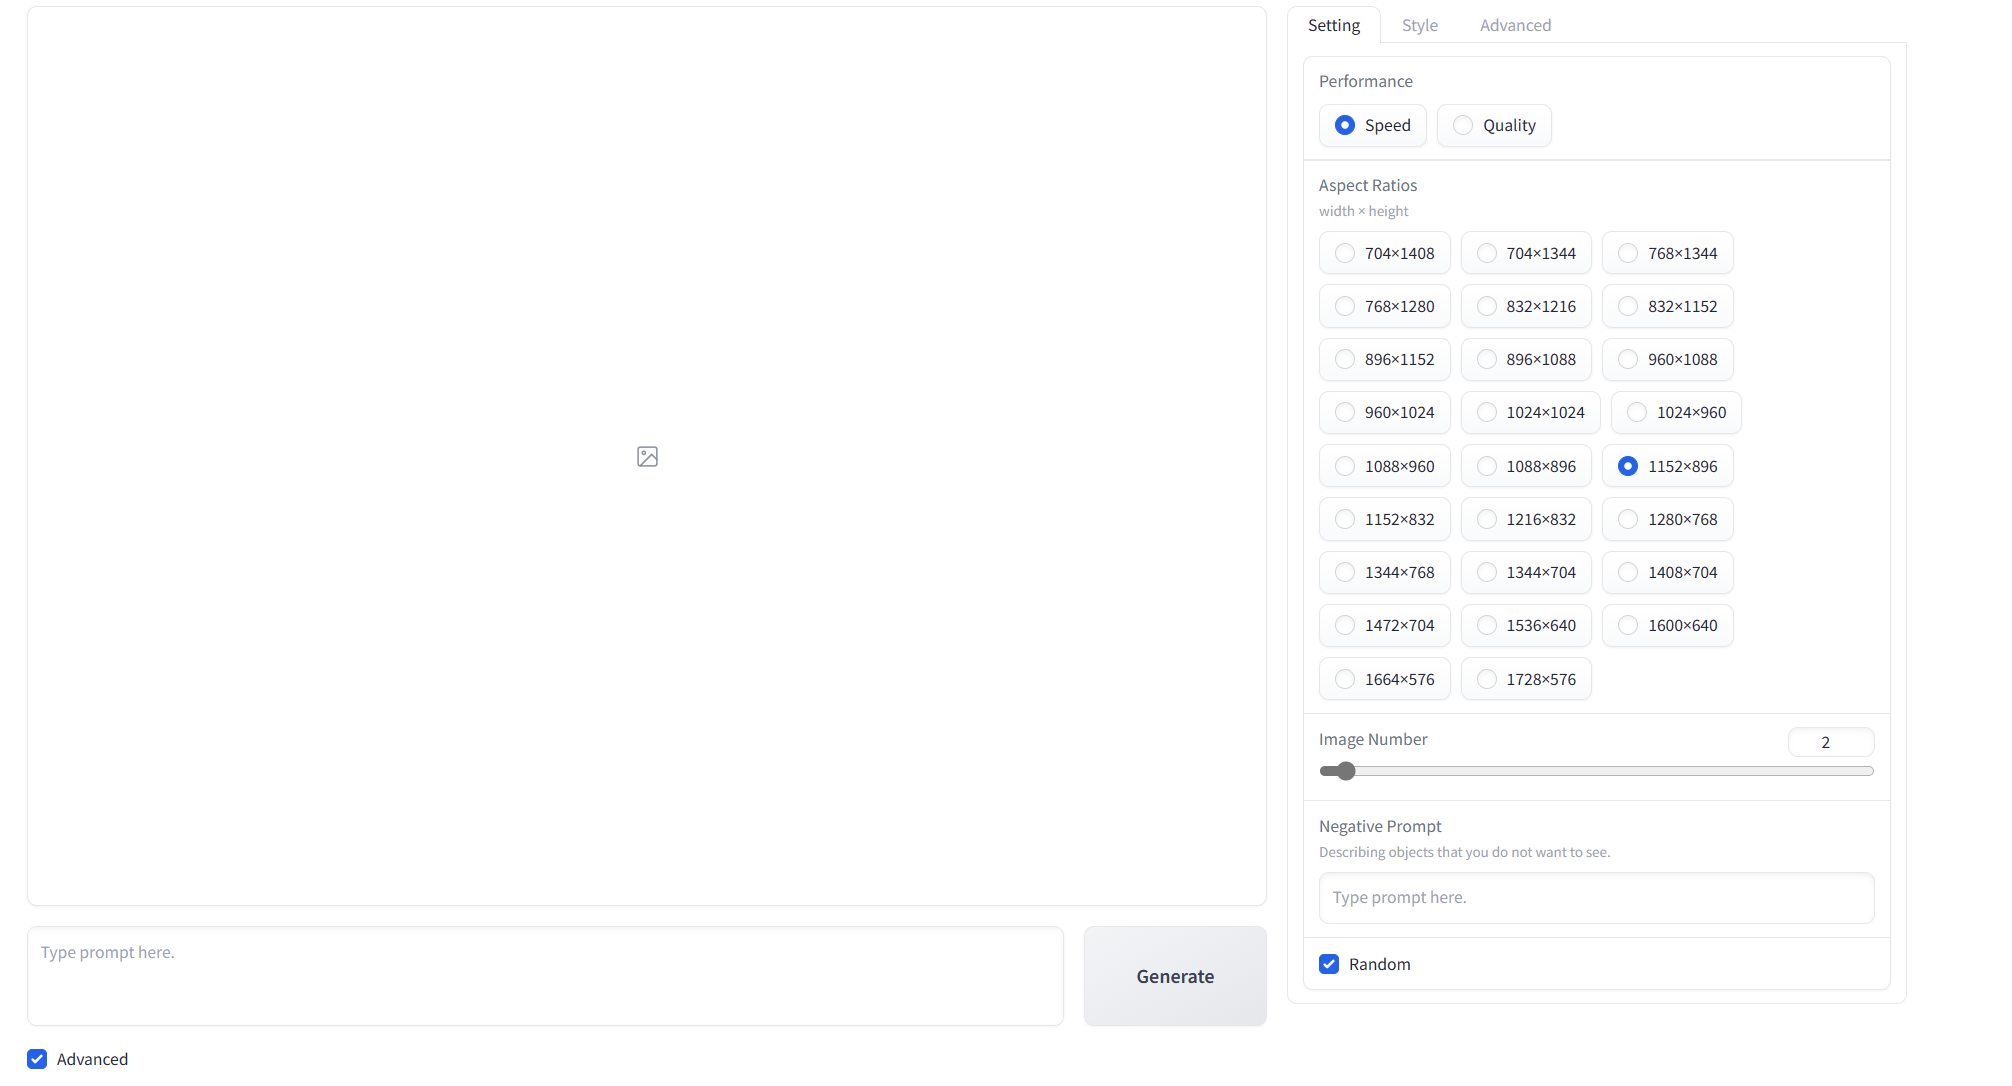 Setting Style Advanced
Performance
Speed Quality
Aspect Ratios
width × height
704×1408 704×1344 768×1344
768×1280 832×1216 832×1152
896×1152 896×1088 960×1088
960×1024 1024×1024 1024×960
1088×960 1088×896 1152×896
1152×832 1216×832 1280×768
1344×768 1344×704 1408×704
1472×704 1536×640 1600×640
1664×576 1728×576
Image Number 2
Negative Prompt
Describing objects that you do not want to see.
Type prompt here.
Random
Type prompt here.
Generate
Advanced